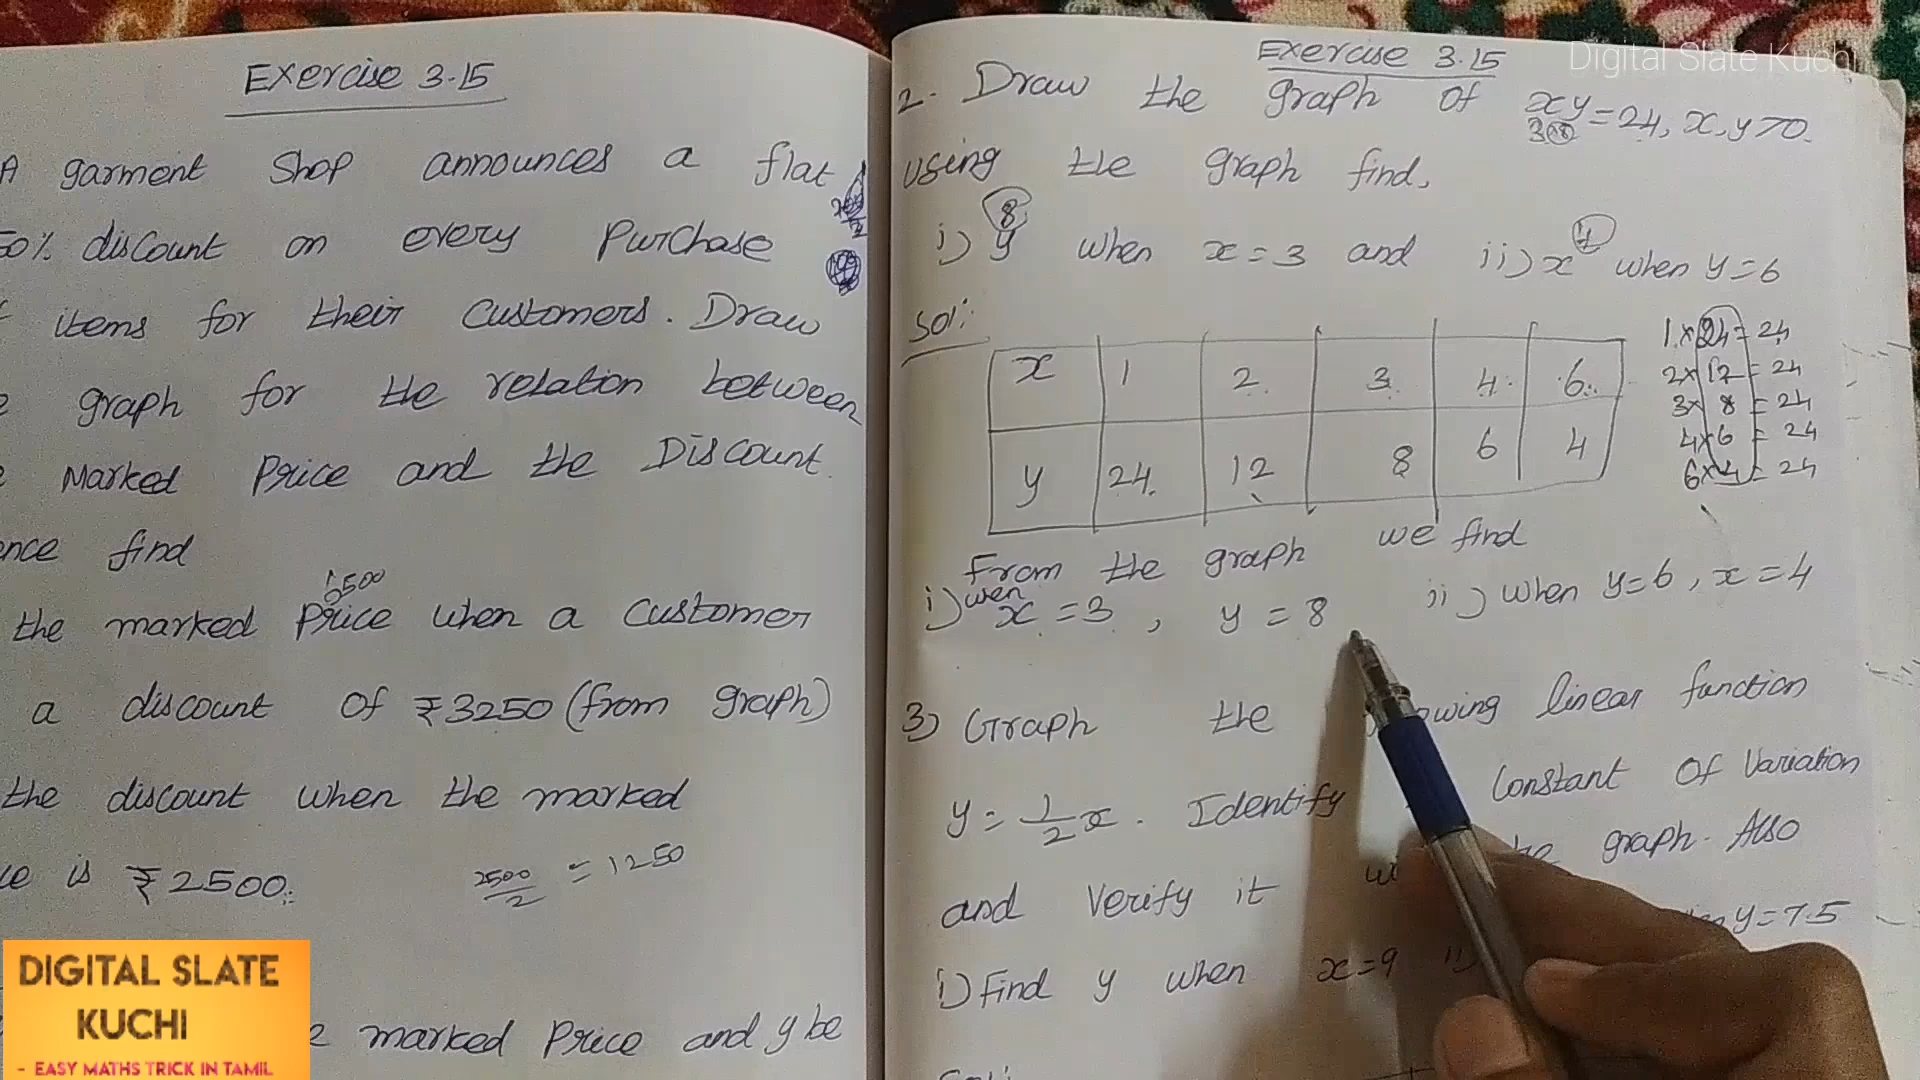 Exercise 3.15
A garment Shop announces a flat
50% discount on every Purchase
items for their Customers. Draw
graph for the relation between
Marked Price and the Discount.
find
6500
the marked Price when a Customer
a discount of ₹3250 (from graph)
the discount when the marked
is ₹2500.
2500/2 = 1250
marked Price and y be
DIGITAL SLATE
KUCHI
- EASY MATHS TRICK IN TAMIL
Digital Slate Kuchi
Exercise 3.15
2. Draw the graph of xy = 24, x, y > 0.
using the graph find,
8
i) y when x = 3 and ii) x when y = 6
Sol:
x 1 2 3 4 6
y 24 12 8 6 4
1 x 24 = 24
2 x 12 = 24
3 x 8 = 24
4 x 6 = 24
6 x 4 = 24
From the graph we find
i) wen x = 3, y = 8 ii) when y = 6, x = 4
3) Graph the linear function
y = 1/2 x. Identify Constant of Variation
and Verify it graph. Also
i) Find y when x = 9 y = 7.5